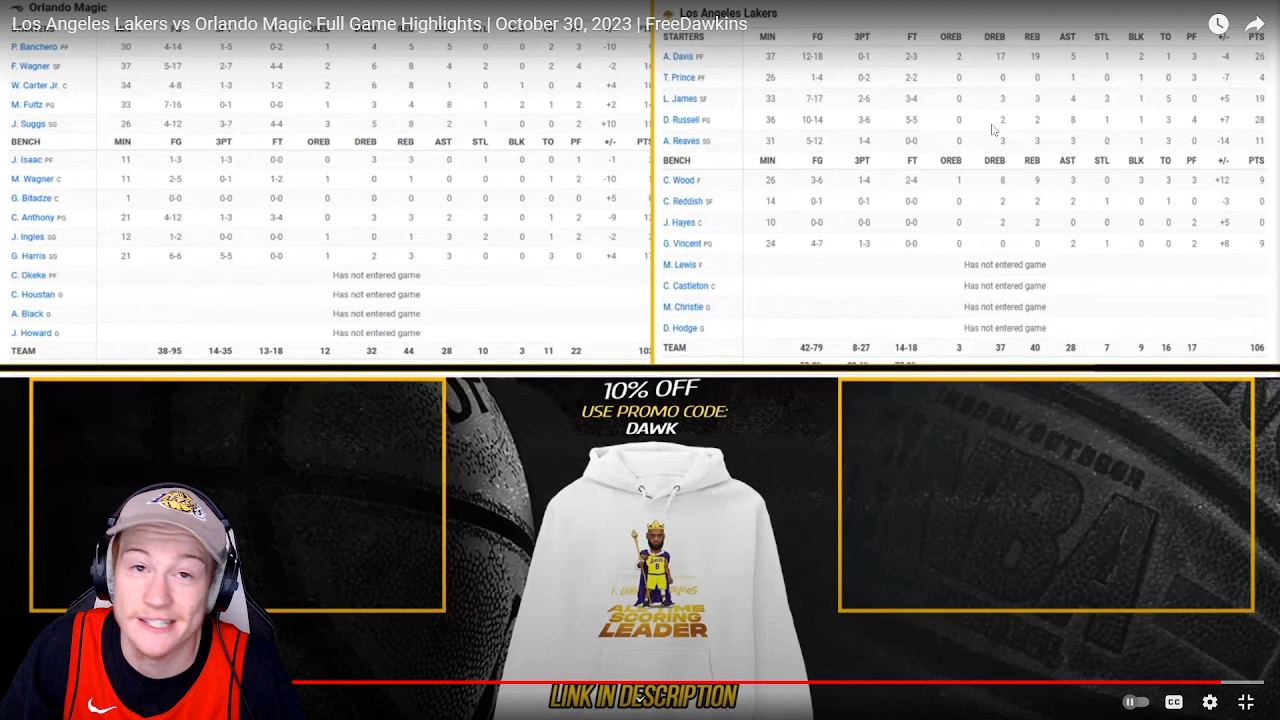 Orlando Magic
Los Angeles Lakers vs Orlando Magic Full Game Highlights | October 30, 2023 | FreeDawkins
P. Banchero PF 30 4-14 1-5 0-2 1 4 5 5 0 0 2 3 -10
F. Wagner SF 37 5-17 2-7 4-4 2 6 8 4 2 0 2 4 -2
W. Carter Jr. C 34 4-8 1-3 1-2 2 6 8 1 0 1 0 4 +4
M. Fultz PG 33 7-16 0-1 0-0 1 3 4 8 1 2 1 2 +2
J. Suggs SG 26 4-12 3-7 4-4 3 5 8 2 1 0 0 2 +10
BENCH MIN FG 3PT FT OREB DREB REB AST STL BLK TO PF +/- PTS
J. Isaac PF 11 1-3 1-3 0-0 0 3 3 0 1 0 0 1 -1
M. Wagner C 11 2-5 0-1 1-2 1 0 1 0 0 0 1 2 -10
G. Bitadze C 1 0-0 0-0 0-0 0 0 0 0 0 0 0 0 +5
C. Anthony PG 21 4-12 1-3 3-4 0 3 3 2 3 0 1 2 -9
J. Ingles SG 12 1-2 0-0 0-0 1 0 1 3 2 0 1 2 -2
G. Harris SG 21 6-6 5-5 0-0 1 2 3 3 0 0 3 0 +4
C. Okeke PF Has not entered game
C. Houstan G Has not entered game
A. Black G Has not entered game
J. Howard G Has not entered game
TEAM 38-95 14-35 13-18 12 32 44 28 10 3 11 22
Los Angeles Lakers
STARTERS MIN FG 3PT FT OREB DREB REB AST STL BLK TO PF +/- PTS
A. Davis PF 37 12-18 0-1 2-3 2 17 19 5 1 2 1 3 -4 26
T. Prince PF 26 1-4 0-2 2-2 0 0 0 1 0 1 0 3 -7 4
L. James SF 33 7-17 2-6 3-4 0 3 3 4 3 1 5 0 +5 19
D. Russell PG 36 10-14 3-6 5-5 0 2 2 8 1 1 3 4 +7 28
A. Reaves SG 31 5-12 1-4 0-0 0 3 3 3 0 1 3 0 -14 11
BENCH MIN FG 3PT FT OREB DREB REB AST STL BLK TO PF +/- PTS
C. Wood F 26 3-6 1-4 2-4 1 8 9 3 0 3 3 3 +12 9
C. Reddish SF 14 0-1 0-1 0-0 0 2 2 2 1 0 1 0 -3 0
J. Hayes C 10 0-0 0-0 0-0 0 2 2 0 0 0 0 2 +5 0
G. Vincent PG 24 4-7 1-3 0-0 0 0 0 2 1 0 0 2 +8 9
M. Lewis F Has not entered game
C. Castleton C Has not entered game
M. Christie G Has not entered game
D. Hodge G Has not entered game
TEAM 42-79 8-27 14-18 3 37 40 28 7 9 16 17 106
10% OFF
USE PROMO CODE:
DAWK
INDOOR/OUTDOOR
Lakers
6
ALL TIME
SCORING
LEADER
LINK IN DESCRIPTION
CC